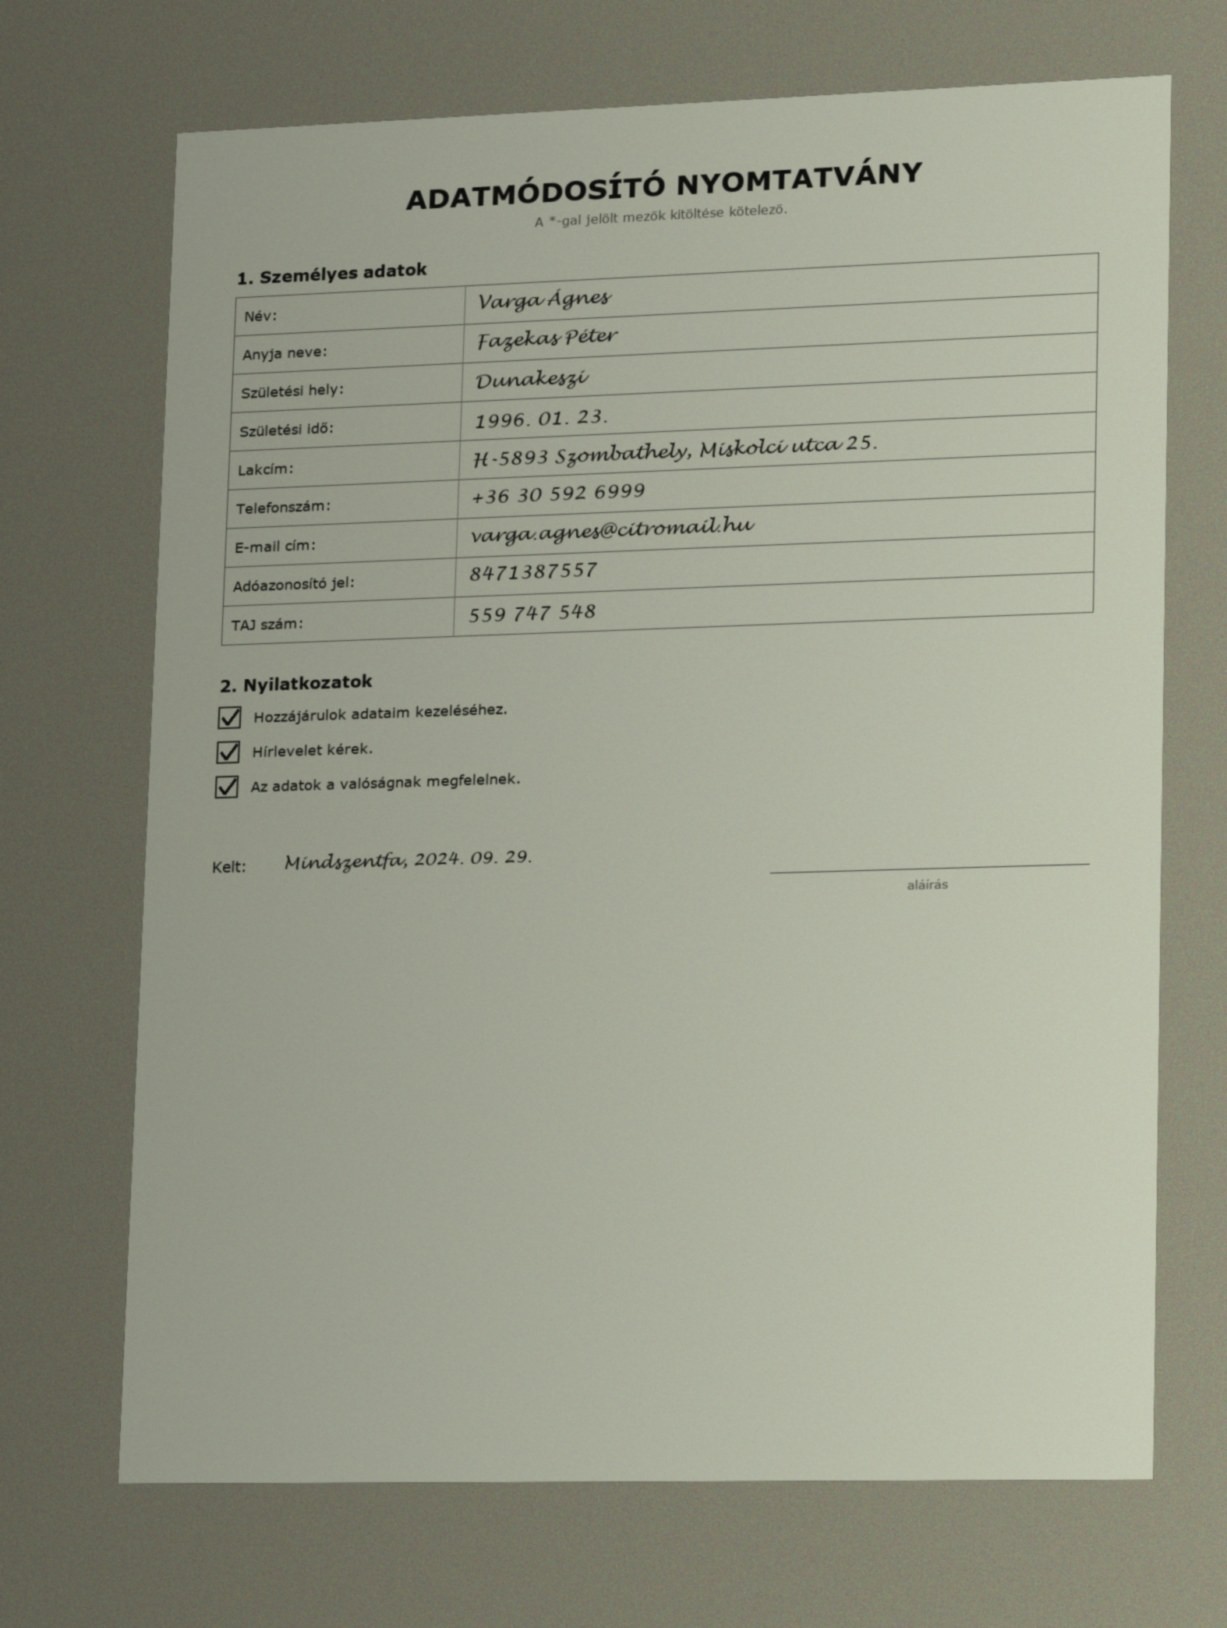 ADATMÓDOSÍTÓ NYOMTATVÁNY
A *-gal jelölt mezők kitöltése kötelező.
1. Személyes adatok
Név: Varga Ágnes
Anyja neve: Fazekas Péter
Születési hely: Dunakeszi
Születési idő: 1996. 01. 23.
Lakcím: H-5893 Szombathely, Miskolci utca 25.
Telefonszám: +36 30 592 6999
E-mail cím: varga.agnes@citromail.hu
Adóazonosító jel: 8471387557
TAJ szám: 559 747 548
2. Nyilatkozatok
Hozzájárulok adataim kezeléséhez.
Hírlevelet kérek.
Az adatok a valóságnak megfelelnek.
Kelt: Mindszentfa, 2024. 09. 29.
aláírás